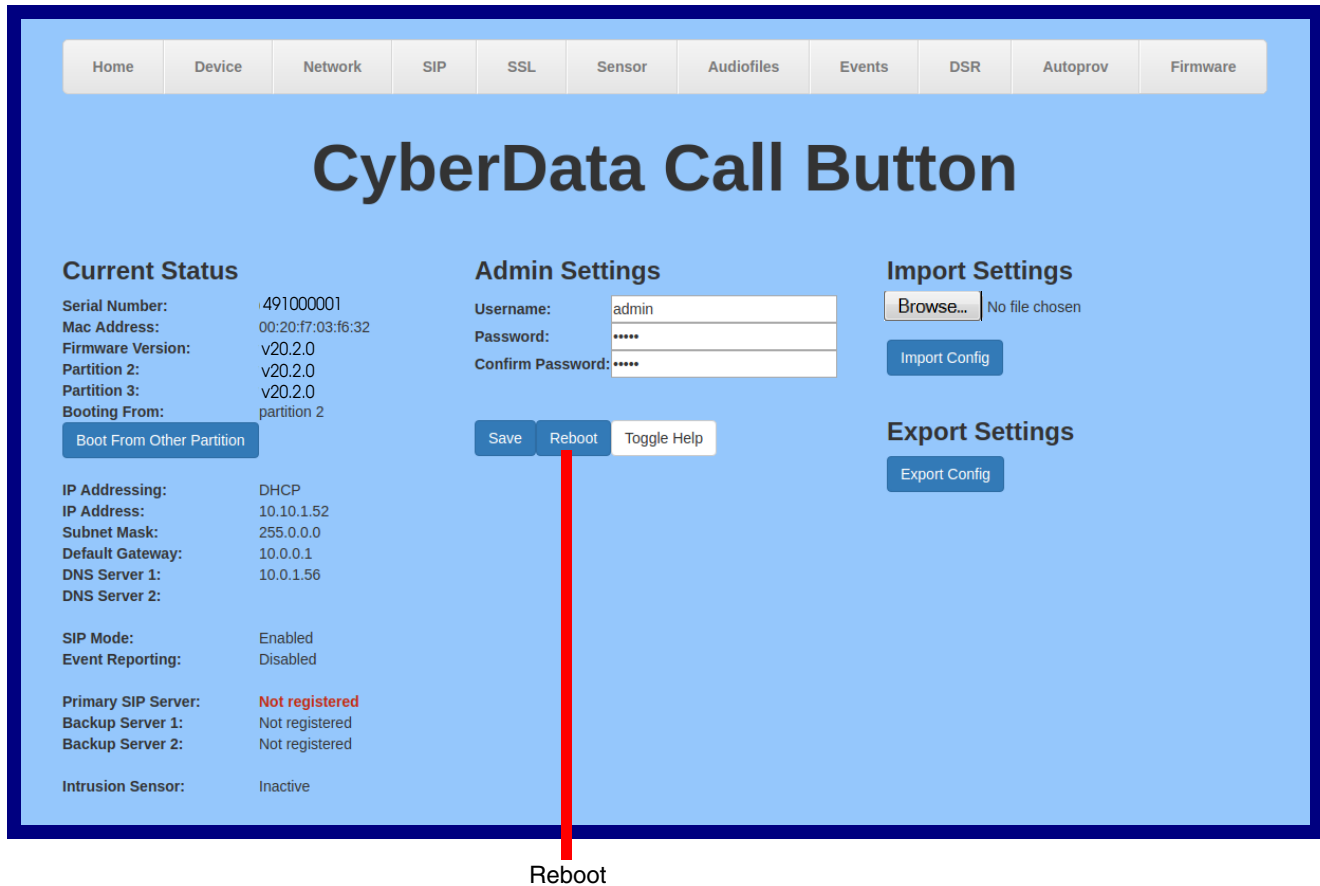 Home Device Network SIP SSL Sensor Audiofiles Events DSR Autoprov Firmware
CyberData Call Button
Current Status
Serial Number: 491000001
Mac Address: 00:20:f7:03:f6:32
Firmware Version: v20.2.0
Partition 2: v20.2.0
Partition 3: v20.2.0
Booting From: partition 2
Boot From Other Partition
IP Addressing: DHCP
IP Address: 10.10.1.52
Subnet Mask: 255.0.0.0
Default Gateway: 10.0.0.1
DNS Server 1: 10.0.1.56
DNS Server 2:
SIP Mode: Enabled
Event Reporting: Disabled
Primary SIP Server: Not registered
Backup Server 1: Not registered
Backup Server 2: Not registered
Intrusion Sensor: Inactive
Admin Settings
Username: admin
Password: •••••
Confirm Password: •••••
Save Reboot Toggle Help
Import Settings
Browse... No file chosen
Import Config
Export Settings
Export Config
Reboot